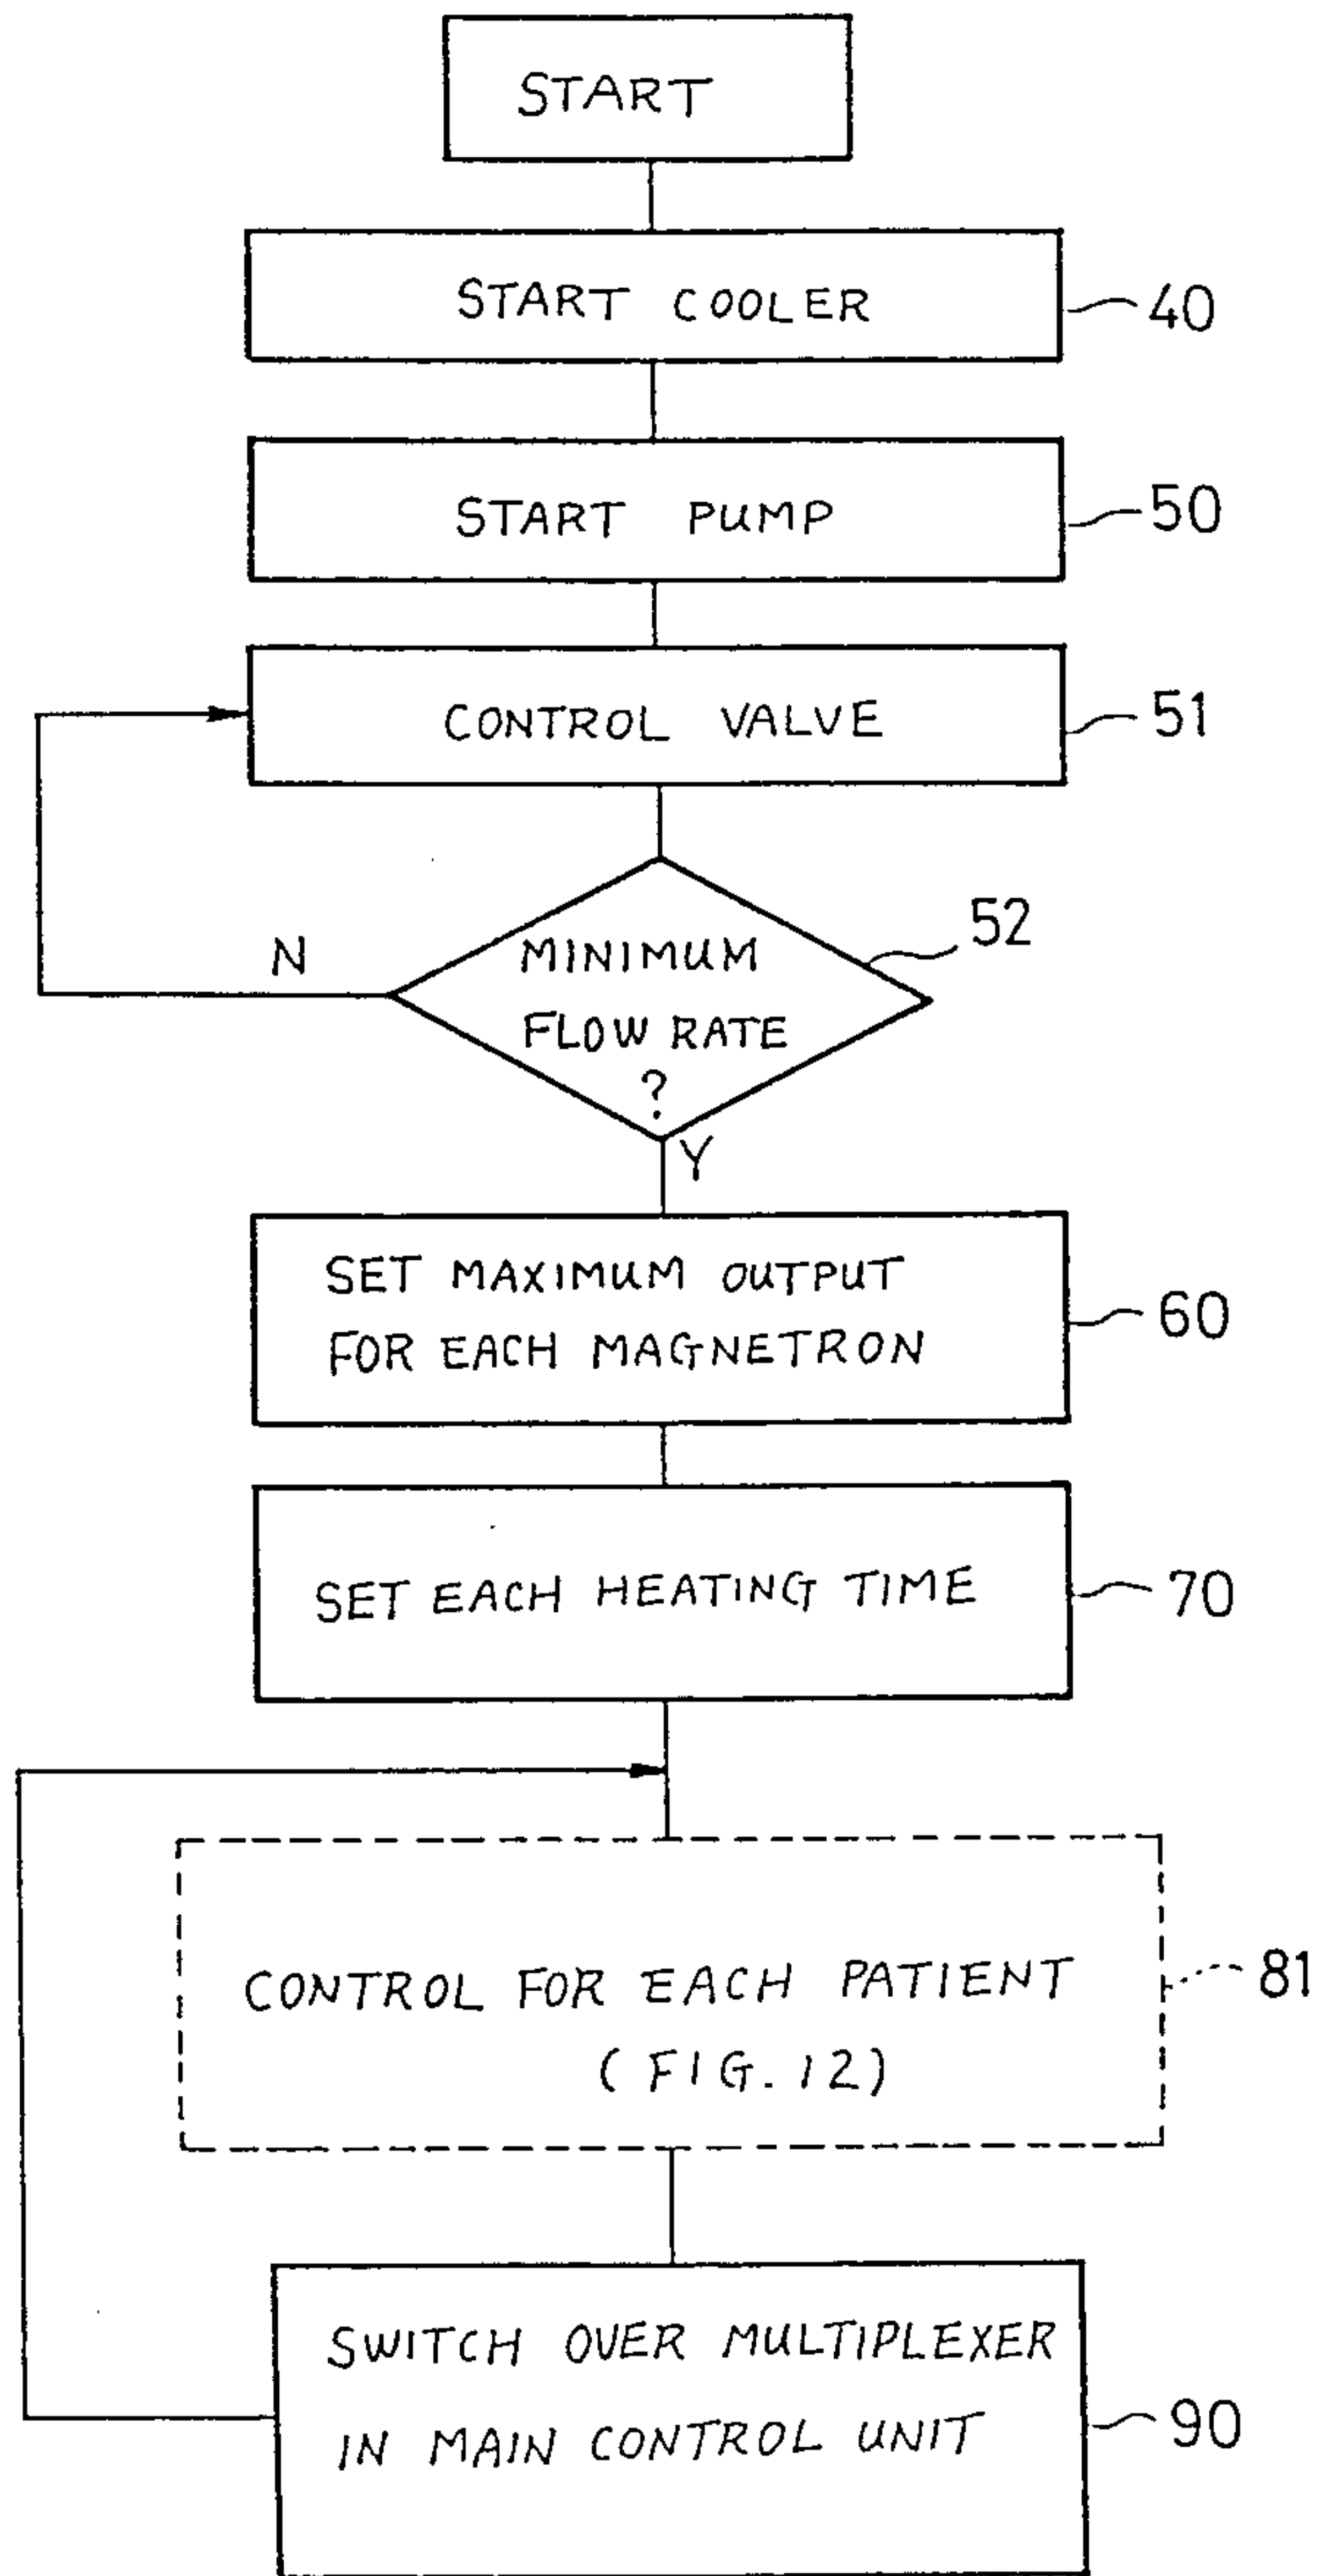 START
START COOLER
40
START PUMP
50
CONTROL VALVE
51
52
N
MINIMUM
FLOW RATE
?
Y
SET MAXIMUM OUTPUT
FOR EACH MAGNETRON
60
SET EACH HEATING TIME
70
CONTROL FOR EACH PATIENT
(FIG. 12)
81
SWITCH OVER MULTIPLEXER
IN MAIN CONTROL UNIT
90